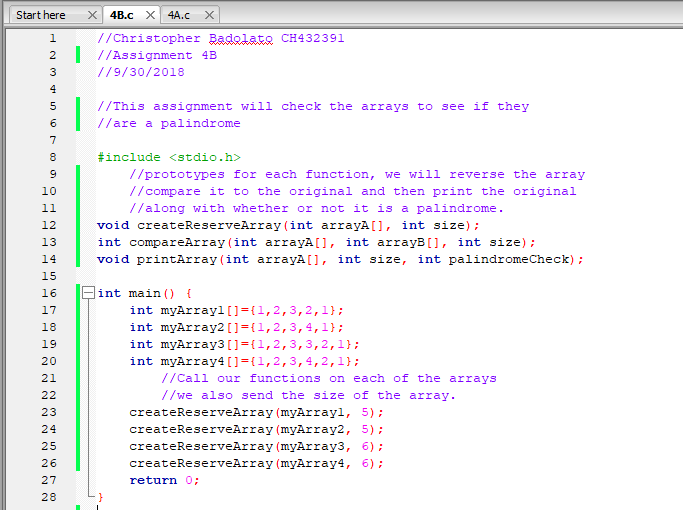 Start here 4B.c 4A.c
1 //Christopher Badolato CH432391
2 //Assignment 4B
3 //9/30/2018
4
5 //This assignment will check the arrays to see if they
6 //are a palindrome
7
8 #include <stdio.h>
9 //prototypes for each function, we will reverse the array
10 //compare it to the original and then print the original
11 //along with whether or not it is a palindrome.
12 void createReserveArray(int arrayA[], int size);
13 int compareArray(int arrayA[], int arrayB[], int size);
14 void printArray(int arrayA[], int size, int palindromeCheck);
15
16 int main() {
17 int myArray1[]={1,2,3,2,1};
18 int myArray2[]={1,2,3,4,1};
19 int myArray3[]={1,2,3,3,2,1};
20 int myArray4[]={1,2,3,4,2,1};
21 //Call our functions on each of the arrays
22 //we also send the size of the array.
23 createReserveArray(myArray1, 5);
24 createReserveArray(myArray2, 5);
25 createReserveArray(myArray3, 6);
26 createReserveArray(myArray4, 6);
27 return 0;
28 }